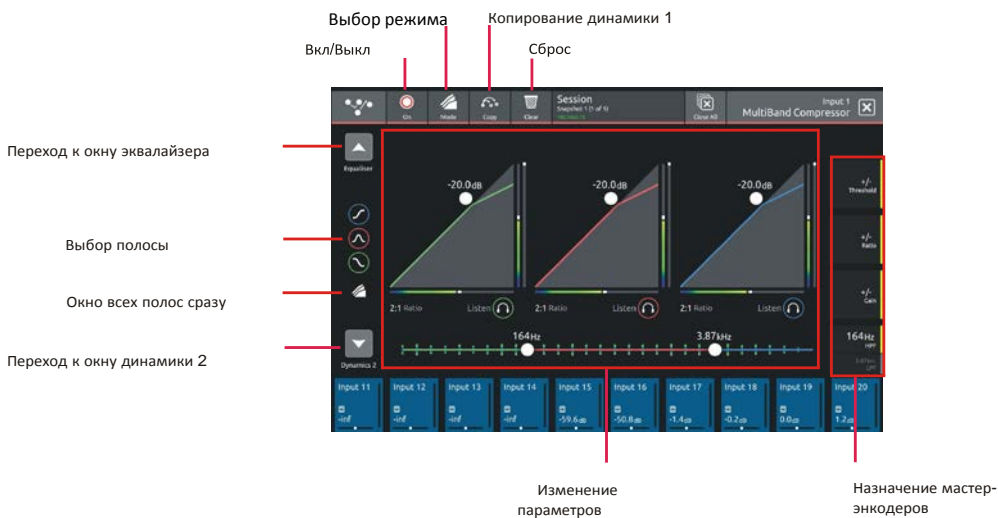 Выбор режима
Копирование динамики 1
Вкл/Выкл
Сброс
On
Mode
Copy
Clear
Session
Snapshot 1 (1 of 5)
Close All
Input 1
MultiBand Compressor
Переход к окну эквалайзера
Equaliser
-20.0dB
-20.0dB
-20.0dB
+/-
Threshold
+/-
Ratio
Выбор полосы
Окно всех полос сразу
+/-
Gain
2:1 Ratio
Listen
2:1 Ratio
Listen
2:1 Ratio
Listen
164Hz
3.87kHz
164Hz
HPF
Переход к окну динамики 2
Dynamics 2
Input 11
Input 12
Input 13
Input 14
Input 15
Input 16
Input 17
Input 18
Input 19
Input 20
-inf
-inf
-inf
-inf
-59.6dB
-50.8dB
-1.4dB
-0.2dB
0.0dB
1.2dB
Изменение
параметров
Назначение мастер-
энкодеров